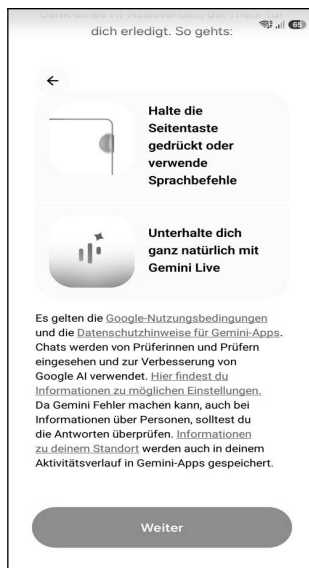 dich erledigt. So gehts:
65
Halte die
Seitentaste
gedrückt oder
verwende
Sprachbefehle
Unterhalte dich
ganz natürlich mit
Gemini Live
Es gelten die Google-Nutzungsbedingungen
und die Datenschutzhinweise für Gemini-Apps.
Chats werden von Prüferinnen und Prüfern
eingesehen und zur Verbesserung von
Google AI verwendet. Hier findest du
Informationen zu möglichen Einstellungen.
Da Gemini Fehler machen kann, auch bei
Informationen über Personen, solltest du
die Antworten überprüfen. Informationen
zu deinem Standort werden auch in deinem
Aktivitätsverlauf in Gemini-Apps gespeichert.
Weiter